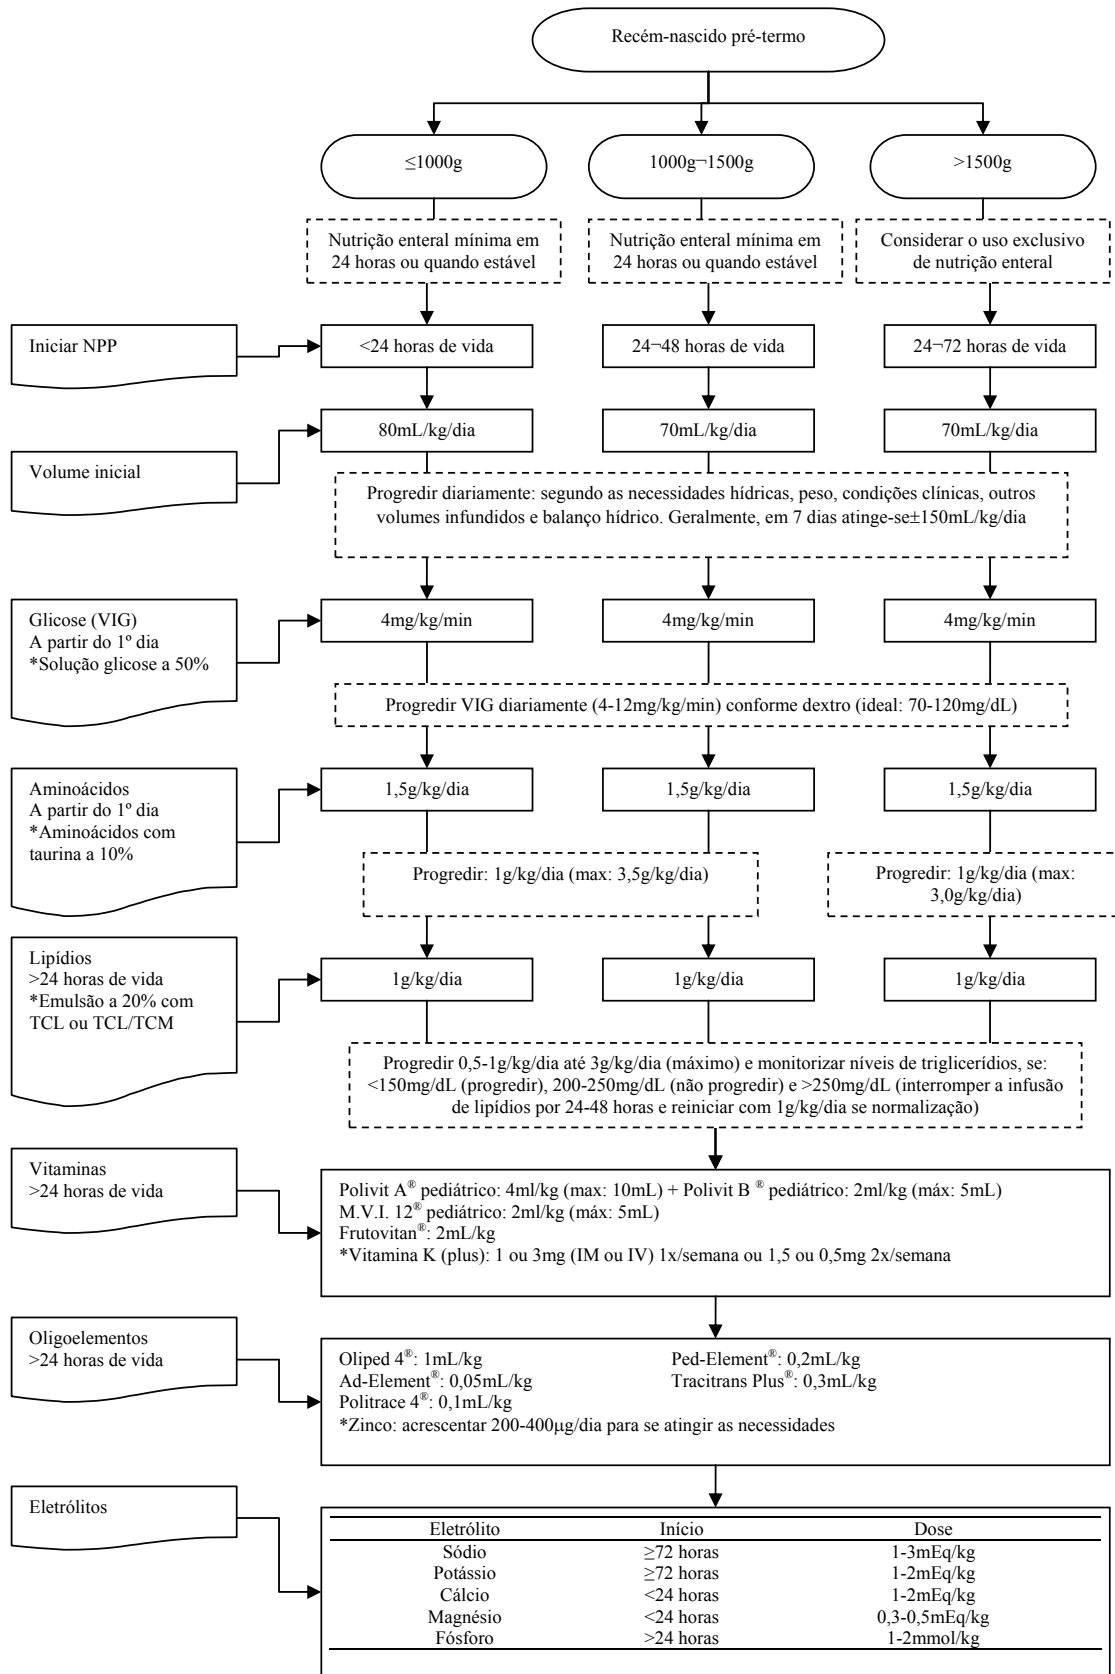 Recém-nascido pré-termo
≤1000g
1000g¬1500g
>1500g
Nutrição enteral mínima em
24 horas ou quando estável
Nutrição enteral mínima em
24 horas ou quando estável
Considerar o uso exclusivo
de nutrição enteral
Iniciar NPP
<24 horas de vida
24¬48 horas de vida
24¬72 horas de vida
Volume inicial
80mL/kg/dia
70mL/kg/dia
70mL/kg/dia
Progredir diariamente: segundo as necessidades hídricas, peso, condições clínicas, outros
volumes infundidos e balanço hídrico. Geralmente, em 7 dias atinge-se±150mL/kg/dia
Glicose (VIG)
A partir do 1º dia
*Solução glicose a 50%
4mg/kg/min
4mg/kg/min
4mg/kg/min
Progredir VIG diariamente (4-12mg/kg/min) conforme dextro (ideal: 70-120mg/dL)
Aminoácidos
A partir do 1º dia
*Aminoácidos com
taurina a 10%
1,5g/kg/dia
1,5g/kg/dia
1,5g/kg/dia
Progredir: 1g/kg/dia (max: 3,5g/kg/dia)
Progredir: 1g/kg/dia (max:
3,0g/kg/dia)
Lipídios
>24 horas de vida
*Emulsão a 20% com
TCL ou TCL/TCM
1g/kg/dia
1g/kg/dia
1g/kg/dia
Progredir 0,5-1g/kg/dia até 3g/kg/dia (máximo) e monitorizar níveis de triglicerídios, se:
<150mg/dL (progredir), 200-250mg/dL (não progredir) e >250mg/dL (interromper a infusão
de lipídios por 24-48 horas e reiniciar com 1g/kg/dia se normalização)
Vitaminas
>24 horas de vida
Polivit A® pediátrico: 4ml/kg (max: 10mL) + Polivit B ® pediátrico: 2ml/kg (máx: 5mL)
M.V.I. 12® pediátrico: 2ml/kg (máx: 5mL)
Frutovitan®: 2mL/kg
*Vitamina K (plus): 1 ou 3mg (IM ou IV) 1x/semana ou 1,5 ou 0,5mg 2x/semana
Oligoelementos
>24 horas de vida
Oliped 4®: 1mL/kg Ped-Element®: 0,2mL/kg
Ad-Element®: 0,05mL/kg Tracitrans Plus®: 0,3mL/kg
Politrace 4®: 0,1mL/kg
*Zinco: acrescentar 200-400µg/dia para se atingir as necessidades
Eletrólitos
Eletrólito Início Dose
Sódio ≥72 horas 1-3mEq/kg
Potássio ≥72 horas 1-2mEq/kg
Cálcio <24 horas 1-2mEq/kg
Magnésio <24 horas 0,3-0,5mEq/kg
Fósforo >24 horas 1-2mmol/kg